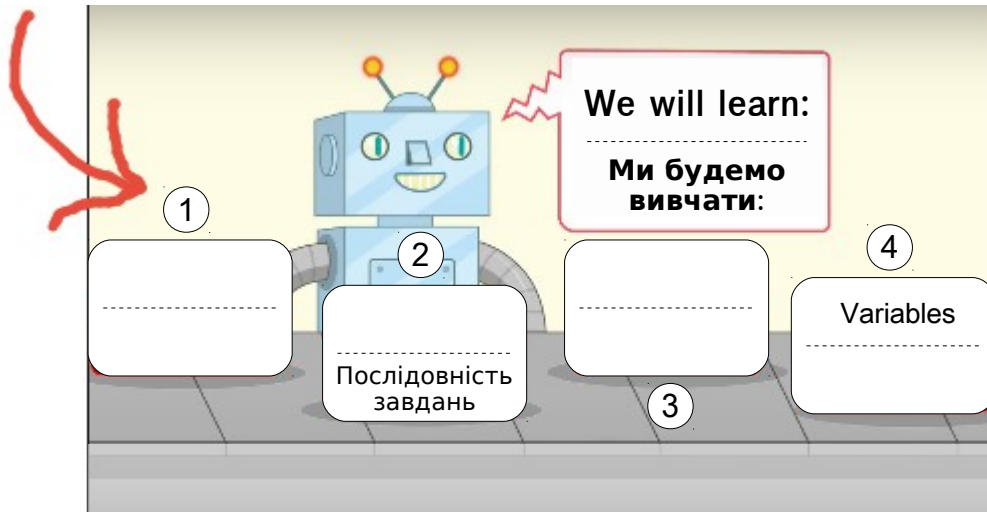 We will learn:
Ми будемо
вивчати:
1
2
Послідовність
завдань
3
4
Variables